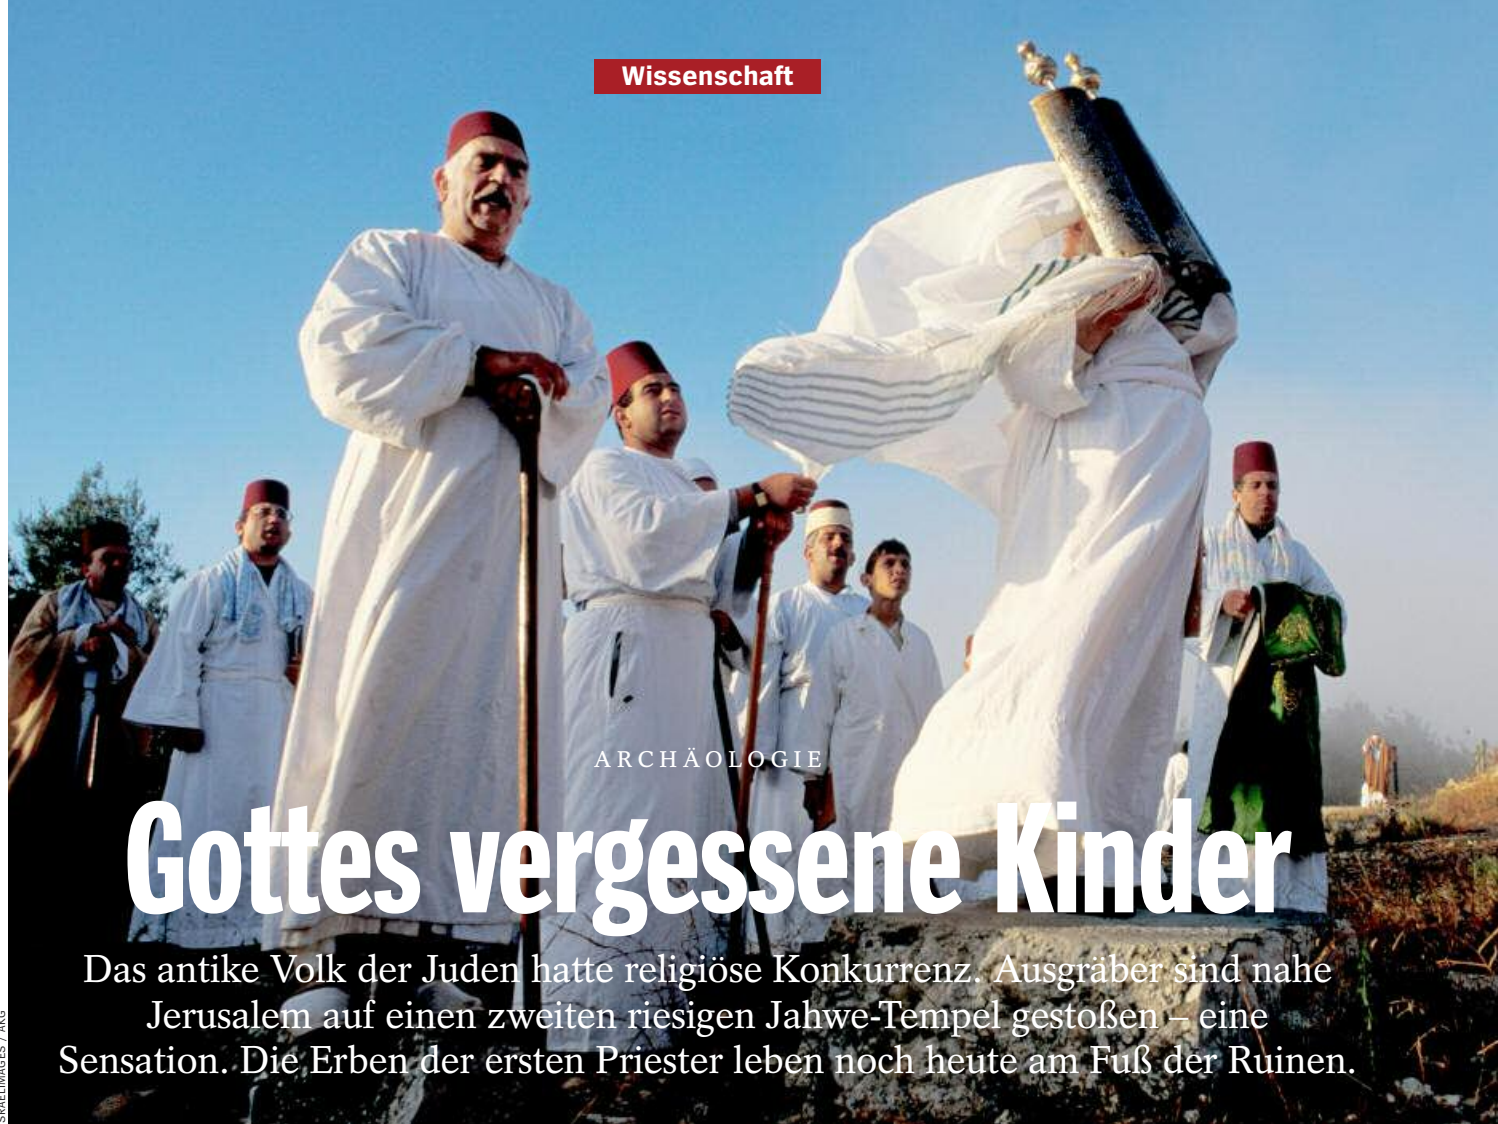 Wissenschaft
ARCHÄOLOGIE
Gottes vergessene Kinder
Das antike Volk der Juden hatte religiöse Konkurrenz. Ausgräber sind nahe
Jerusalem auf einen zweiten riesigen Jahwe-Tempel gestoßen – eine
Sensation. Die Erben der ersten Priester leben noch heute am Fuß der Ruinen.
ISRAELIMAGES / AKG